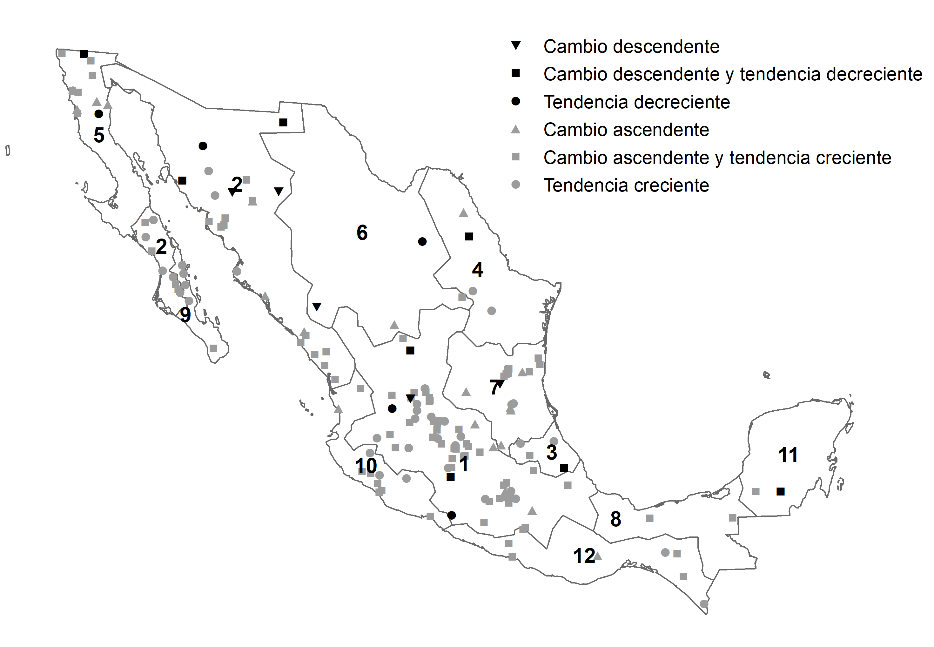 Cambio descendente
Cambio descendente y tendencia decreciente
Tendencia decreciente
Cambio ascendente
Cambio ascendente y tendencia creciente
Tendencia creciente
5
2
6
2
4
9
7
3
10
1
11
8
12